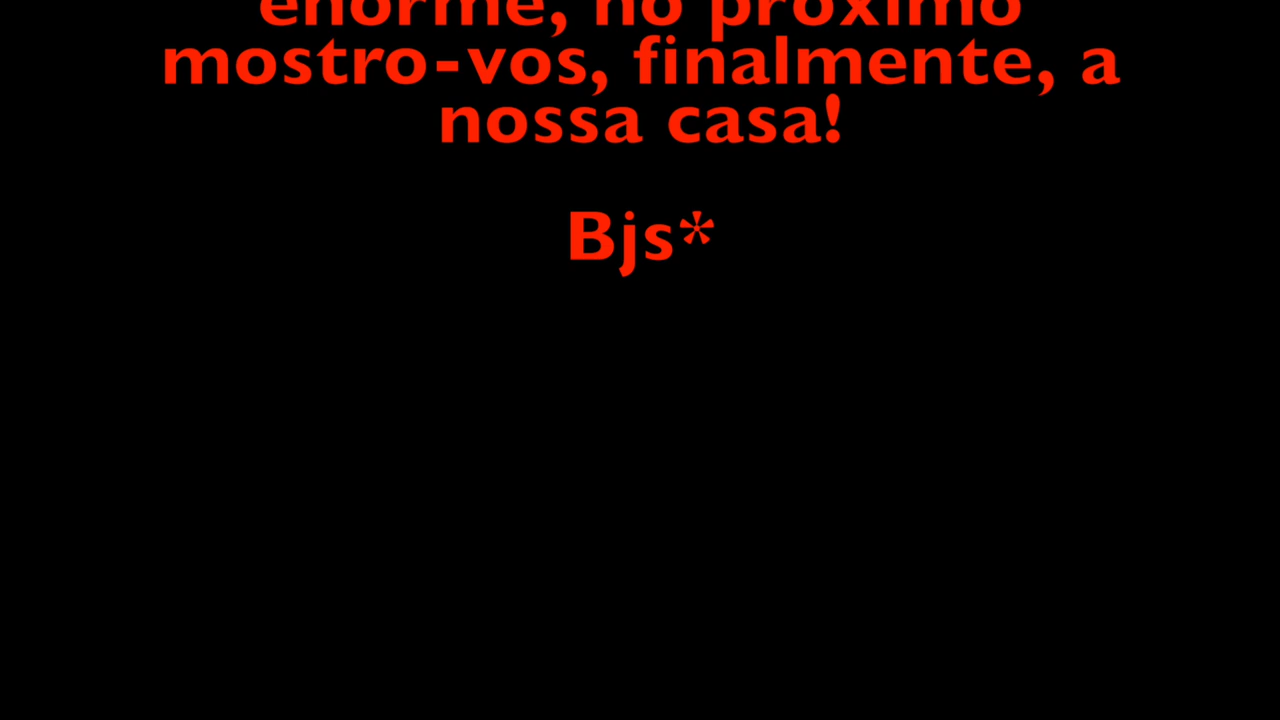 enorme, no próximo
mostro-vos, finalmente, a
nossa casa!
Bjs*